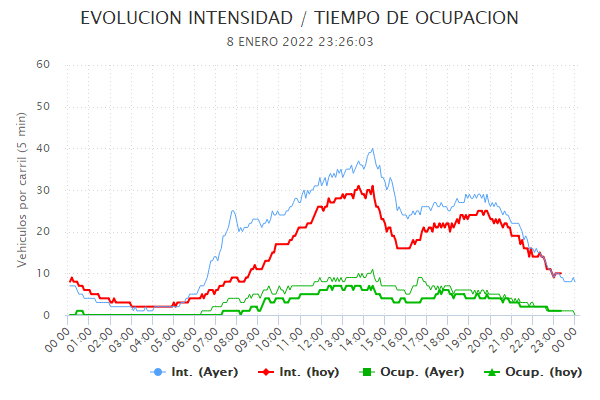 EVOLUCION INTENSIDAD / TIEMPO DE OCUPACION
8 ENERO 2022 23:26:03
Vehiculos por carril (5 min)
60
50
40
30
20
10
0
00:00 01:00 02:00 03:00 04:00 05:00 06:00 07:00 08:00 09:00 10:00 11:00 12:00 13:00 14:00 15:00 16:00 17:00 18:00 19:00 20:00 21:00 22:00 23:00 00:00
Int. (Ayer) Int. (hoy) Ocup. (Ayer) Ocup. (hoy)